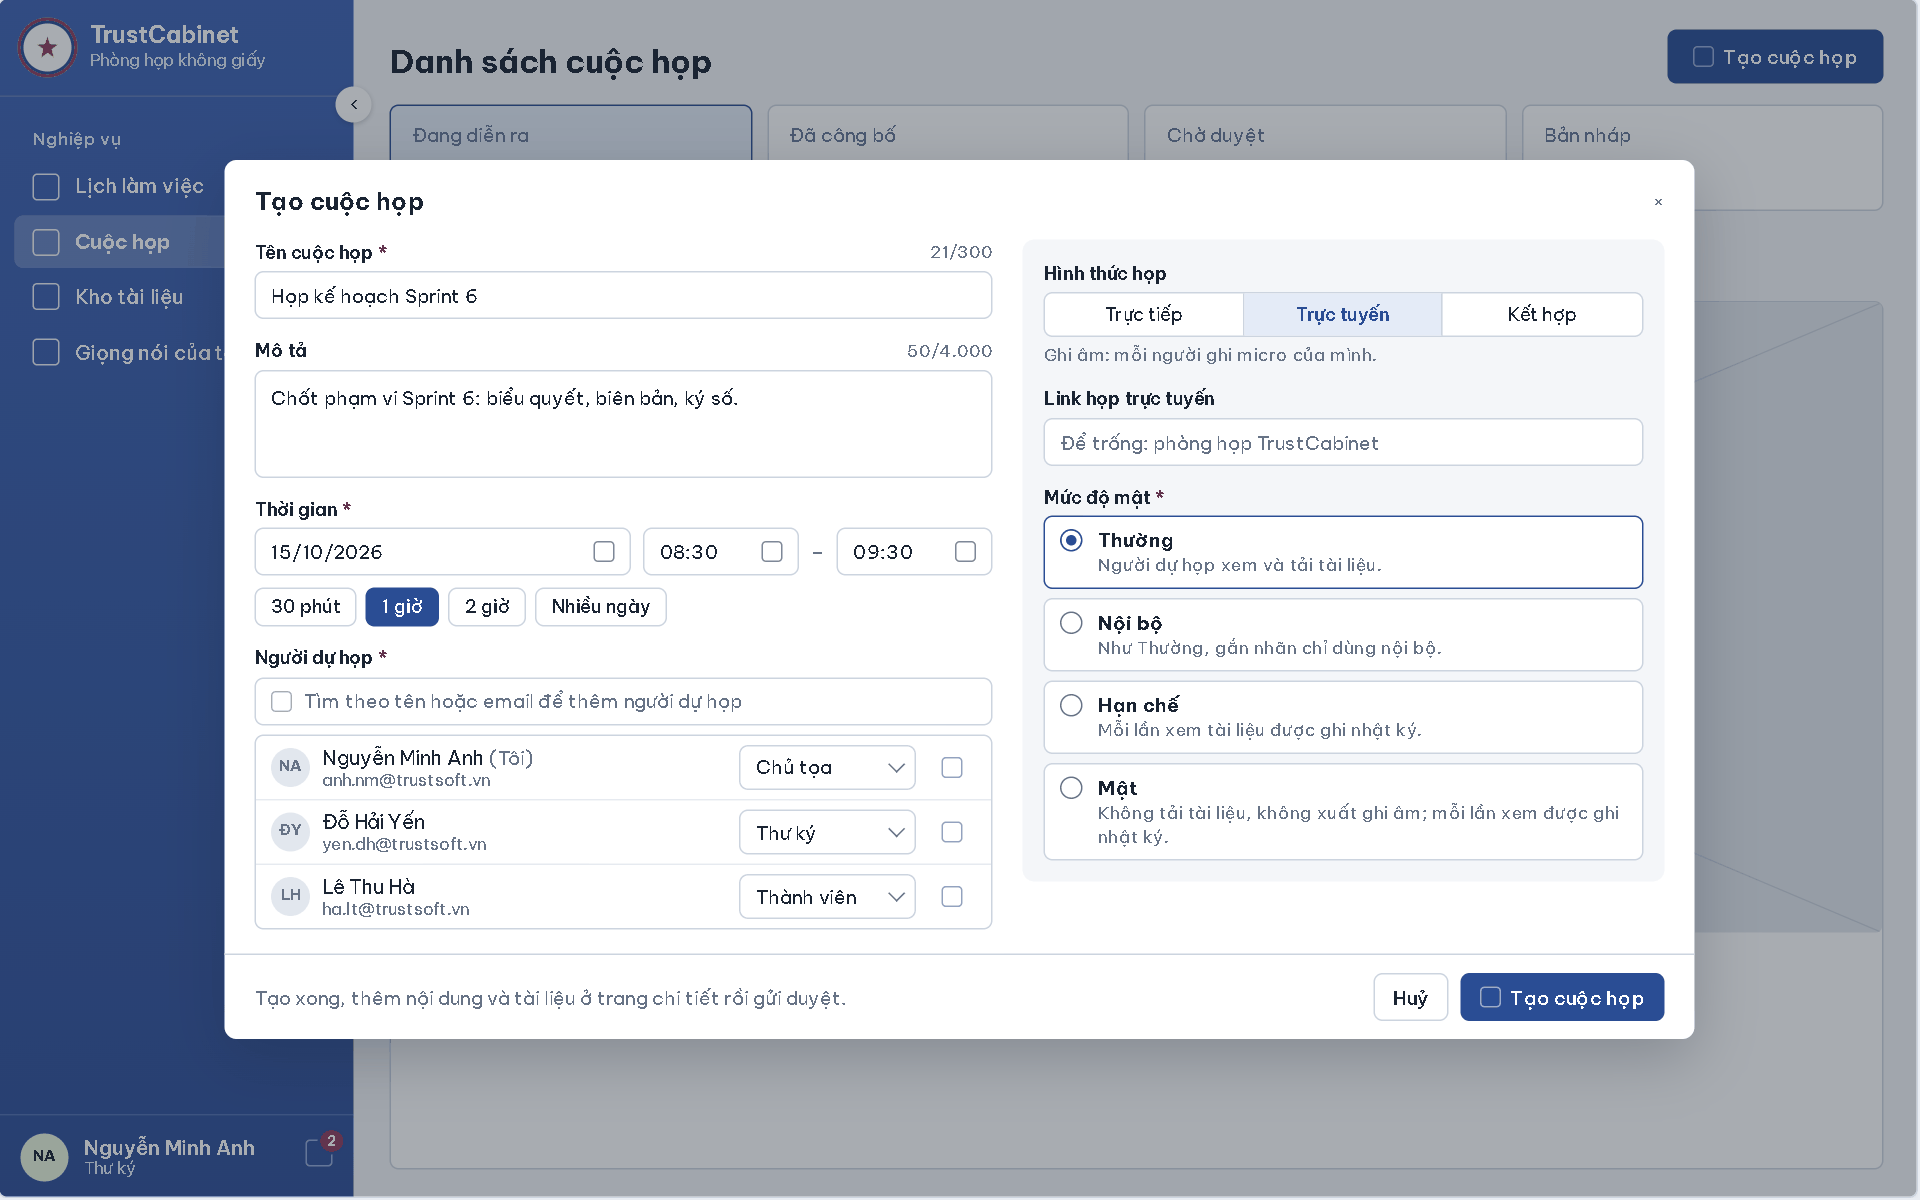 TrustCabinet
Phòng họp không giấy
Nghiệp vụ
Lịch làm việc
Cuộc họp
Kho tài liệu
Giọng nói của t
Nguyễn Minh Anh
Thư ký
NA
2
Danh sách cuộc họp
Tạo cuộc họp
Đang diễn ra
Đã công bố
Chờ duyệt
Bản nháp
Tạo cuộc họp
×
Tên cuộc họp *
21/300
Họp kế hoạch Sprint 6
Mô tả
50/4.000
Chốt phạm vi Sprint 6: biểu quyết, biên bản, ký số.
Thời gian *
15/10/2026
08:30
–
09:30
30 phút
1 giờ
2 giờ
Nhiều ngày
Người dự họp *
Tìm theo tên hoặc email để thêm người dự họp
NA
Nguyễn Minh Anh (Tôi)
anh.nm@trustsoft.vn
Chủ tọa
ĐY
Đỗ Hải Yến
yen.dh@trustsoft.vn
Thư ký
LH
Lê Thu Hà
ha.lt@trustsoft.vn
Thành viên
Hình thức họp
Trực tiếp
Trực tuyến
Kết hợp
Ghi âm: mỗi người ghi micro của mình.
Link họp trực tuyến
Để trống: phòng họp TrustCabinet
Mức độ mật *
Thường
Người dự họp xem và tải tài liệu.
Nội bộ
Như Thường, gắn nhãn chỉ dùng nội bộ.
Hạn chế
Mỗi lần xem tài liệu được ghi nhật ký.
Mật
Không tải tài liệu, không xuất ghi âm; mỗi lần xem được ghi
nhật ký.
Tạo xong, thêm nội dung và tài liệu ở trang chi tiết rồi gửi duyệt.
Huỷ
Tạo cuộc họp